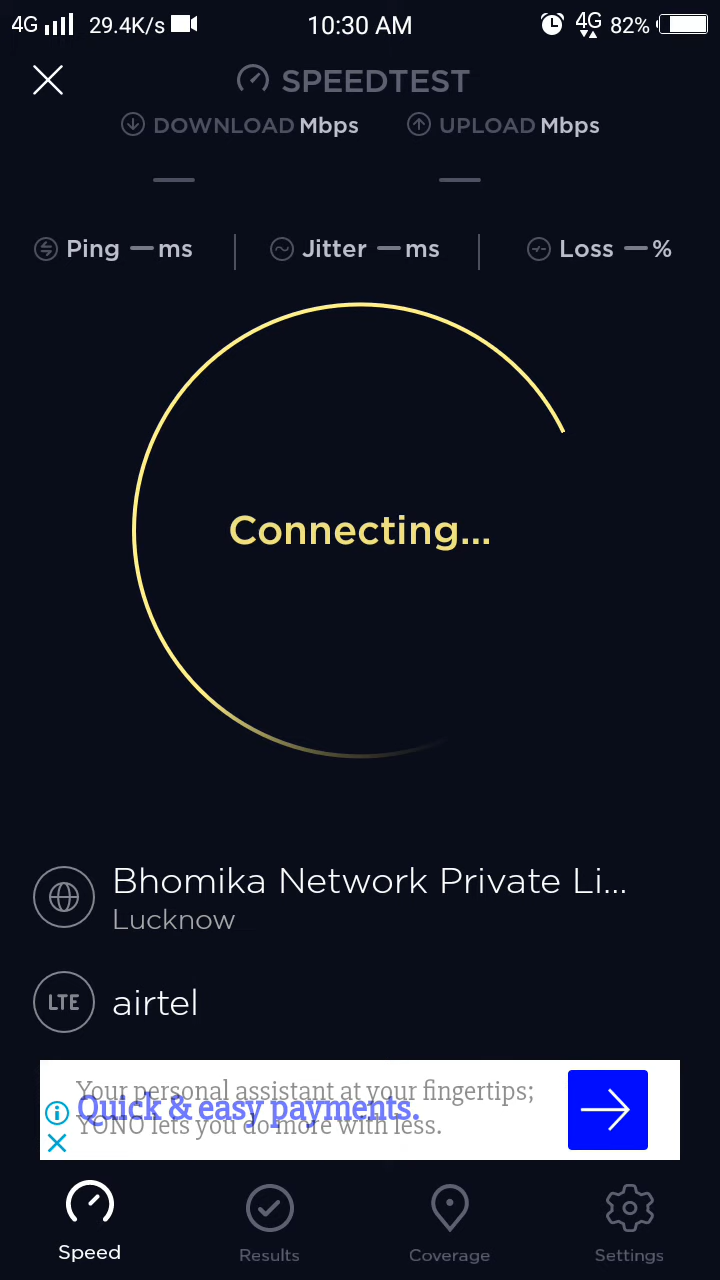 4G 29.4K/s 10:30 AM 4G 82%
SPEEDTEST
DOWNLOAD Mbps UPLOAD Mbps
— —
Ping — ms Jitter — ms Loss — %
Connecting...
Bhomika Network Private Li...
Lucknow
LTE airtel
Your personal assistant at your fingertips;
Quick & easy payments.
YONO lets you do more with less.
Speed Results Coverage Settings